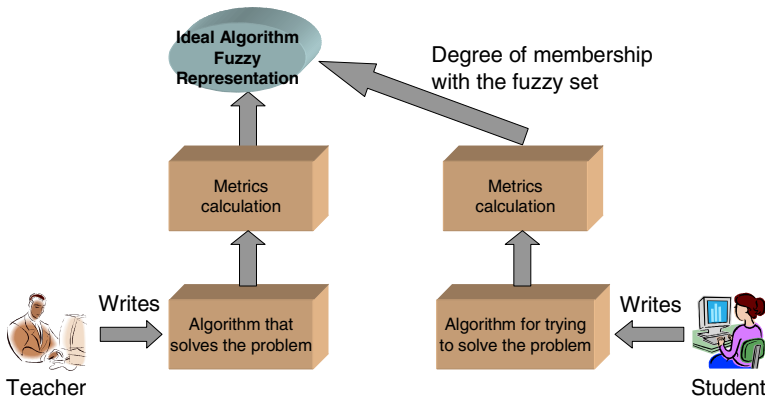 Ideal Algorithm
Fuzzy
Representation
Degree of membership
with the fuzzy set
Metrics
calculation
Metrics
calculation
Writes
Algorithm that
solves the problem
Algorithm for trying
to solve the problem
Writes
Teacher
Student